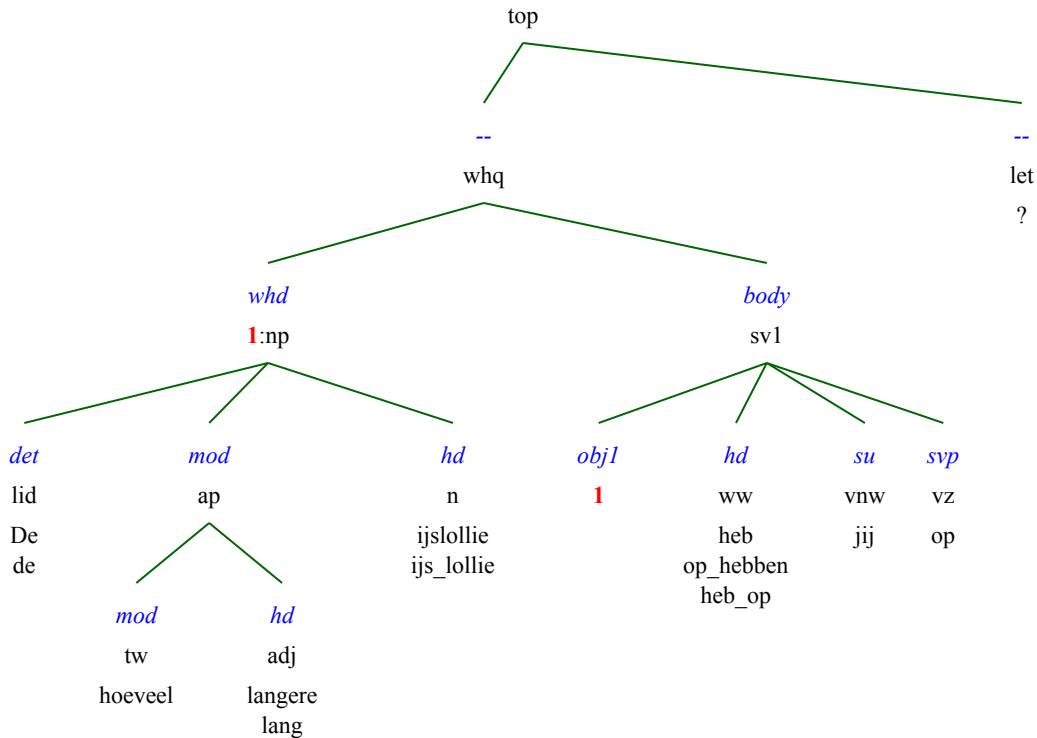 top
-- --
whq let
?
whd body
1:np sv1
det mod hd obj1 hd su svp
lid ap n 1 ww vnw vz
De ijslollie heb jij op
de ijs_lollie op_hebben
heb_op
mod hd
tw adj
hoeveel langere
lang